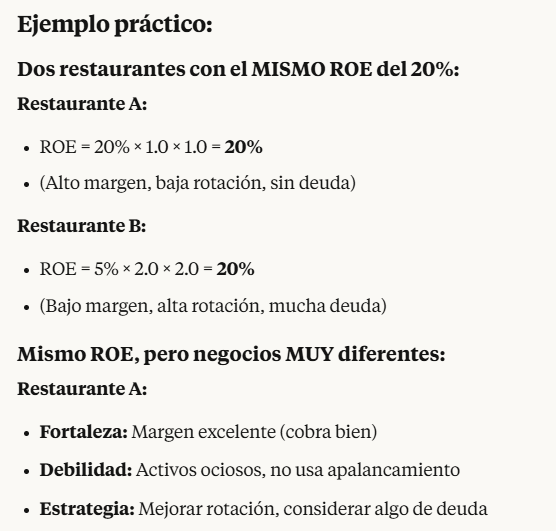 Ejemplo práctico:
Dos restaurantes con el MISMO ROE del 20%:
Restaurante A:
• ROE = 20% × 1.0 × 1.0 = 20%
• (Alto margen, baja rotación, sin deuda)
Restaurante B:
• ROE = 5% × 2.0 × 2.0 = 20%
• (Bajo margen, alta rotación, mucha deuda)
Mismo ROE, pero negocios MUY diferentes:
Restaurante A:
• Fortaleza: Margen excelente (cobra bien)
• Debilidad: Activos ociosos, no usa apalancamiento
• Estrategia: Mejorar rotación, considerar algo de deuda